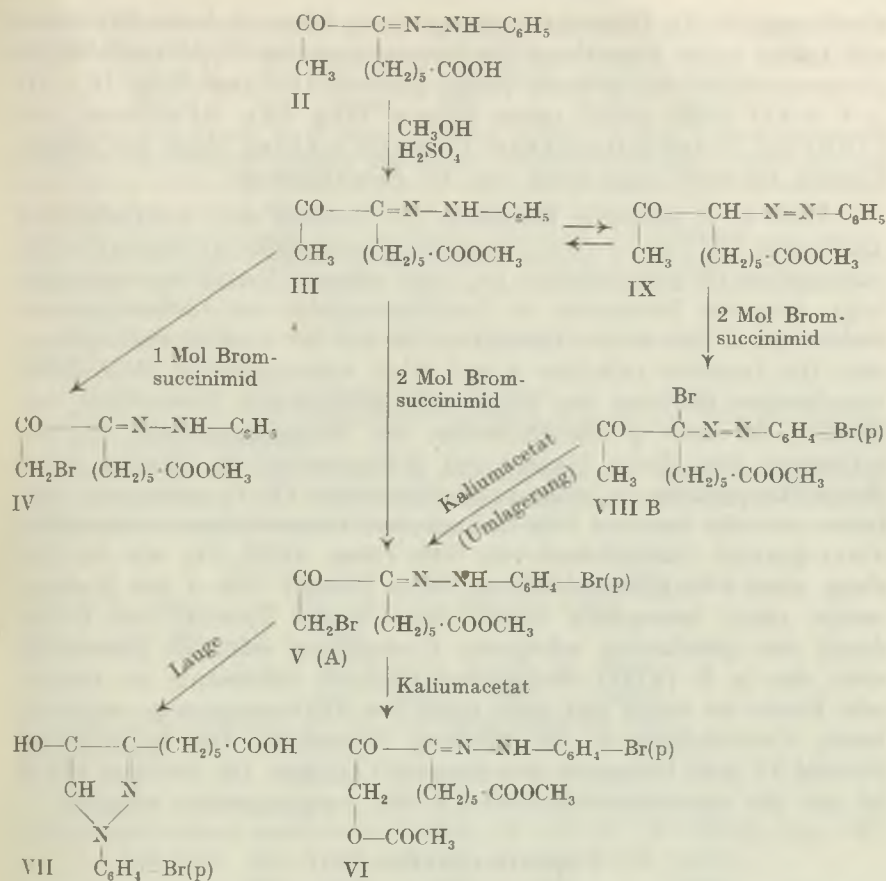 CO——C=N—NH—C6H5
CH3 (CH2)5·COOH
II
CH3OH
H2SO4
CO——C=N—NH—C6H5
CO——CH—N=N—C6H5
CH3 (CH2)5·COOCH3
CH3 (CH2)5·COOCH3
III
IX
1 Mol Brom-
succinimid
2 Mol Brom-
succinimid
2 Mol Brom-
succinimid
CO——C=N—NH—C6H5
CH2Br (CH2)5·COOCH3
IV
Br
CO——C—N=N—C6H4—Br(p)
CH3 (CH2)5·COOCH3
VIII B
Kaliumacetat
(Umlagerung)
CO——C=N—NH—C6H4—Br(p)
CH2Br (CH2)5·COOCH3
V (A)
Lauge
Kaliumacetat
HO—C——C—(CH2)5·COOH
CH N
N
VII C6H4—Br(p)
CO——C=N—NH—C6H4—Br(p)
CH2 (CH2)5·COOCH3
O—COCH3
VI